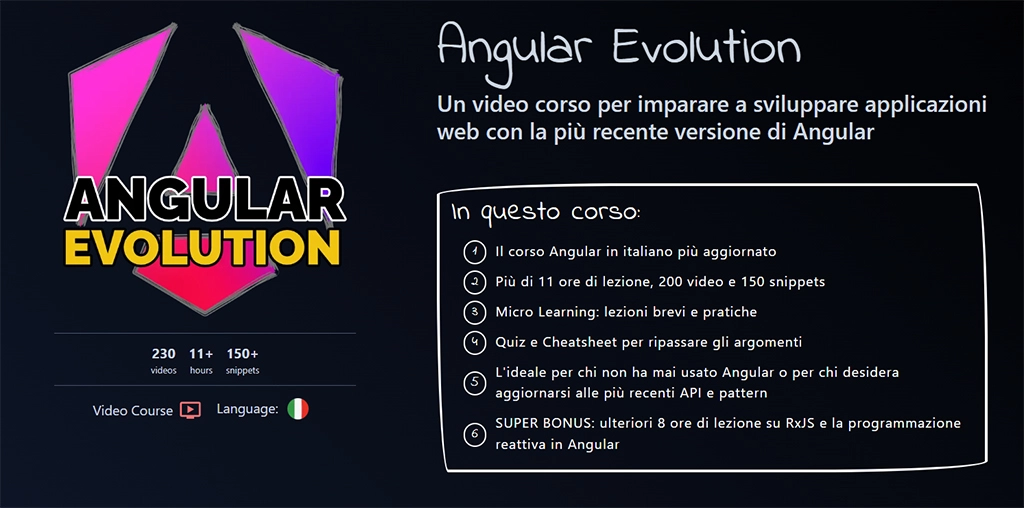 ANGULAR
EVOLUTION
230 11+ 150+
videos hours snippets
Video Course Language:
Angular Evolution
Un video corso per imparare a sviluppare applicazioni
web con la più recente versione di Angular
In questo corso:
1 Il corso Angular in italiano più aggiornato
2 Più di 11 ore di lezione, 200 video e 150 snippets
3 Micro Learning: lezioni brevi e pratiche
4 Quiz e Cheatsheet per ripassare gli argomenti
5 L'ideale per chi non ha mai usato Angular o per chi desidera
aggiornarsi alle più recenti API e pattern
6 SUPER BONUS: ulteriori 8 ore di lezione su RxJS e la programmazione
reattiva in Angular